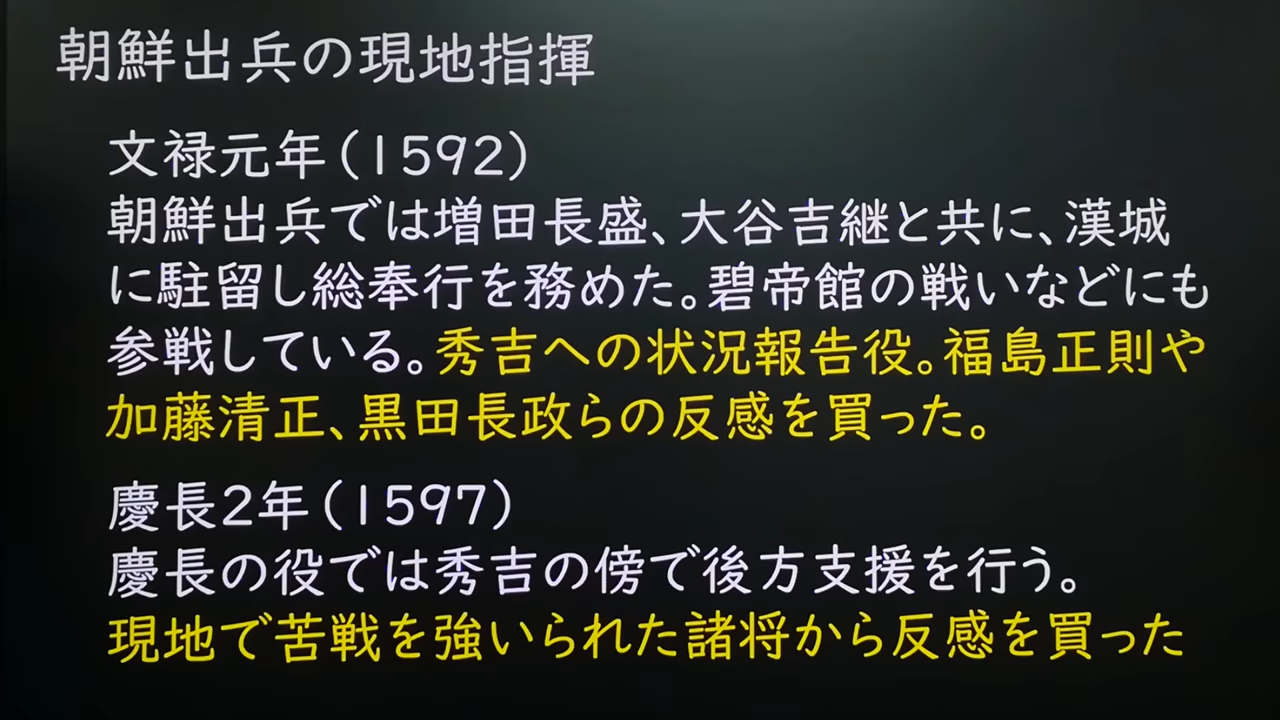 朝鮮出兵の現地指揮
文禄元年(1592)
朝鮮出兵では増田長盛、大谷吉継と共に、漢城
に駐留し総奉行を務めた。碧帝館の戦いなどにも
参戦している。秀吉への状況報告役。福島正則や
加藤清正、黒田長政らの反感を買った。
慶長2年(1597)
慶長の役では秀吉の傍で後方支援を行う。
現地で苦戦を強いられた諸将から反感を買った